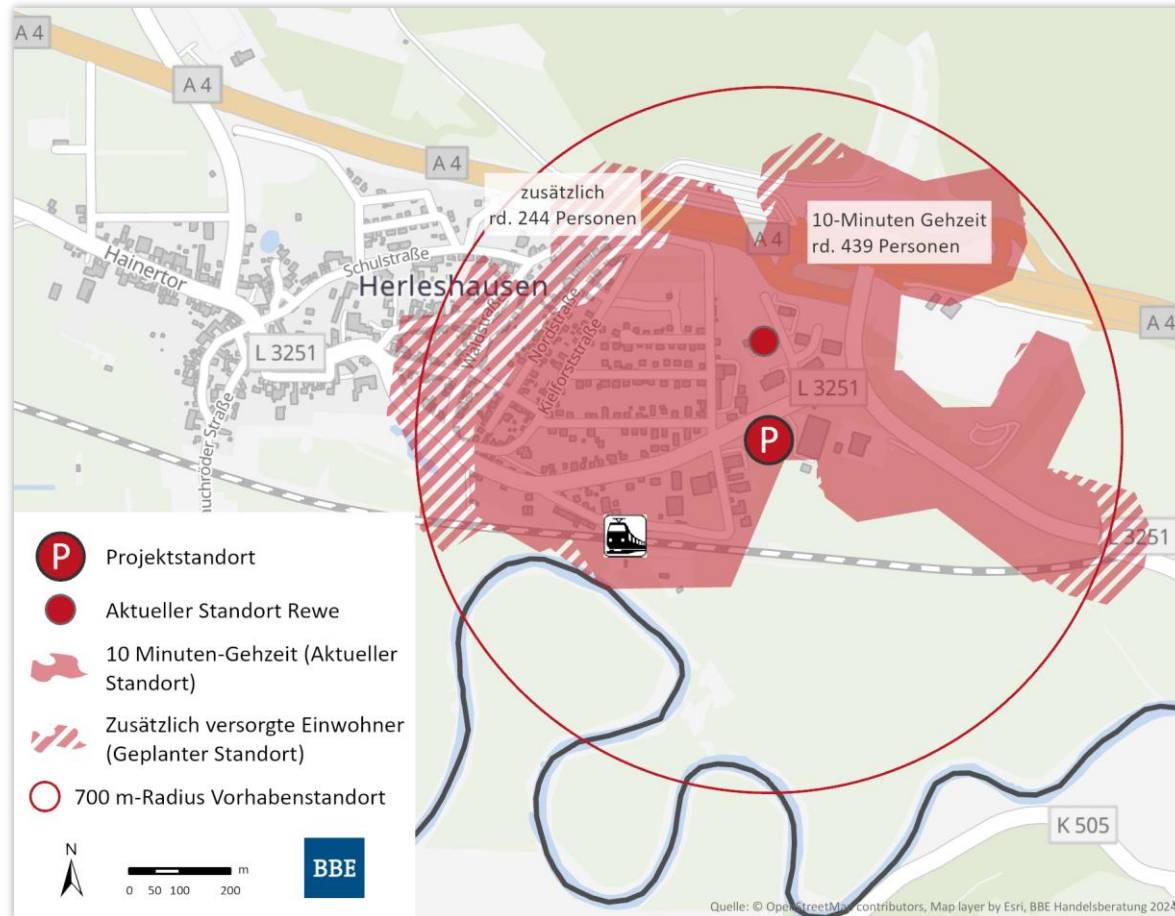 A 4
A 4
A 4
zusätzlich
rd. 244 Personen
10-Minuten Gehzeit
rd. 439 Personen
A 4
A 4
Hainertor
Schulstraße
Herleshausen
Waldstraße
Nordstraße
Kielforststraße
L 3251
L 3251
P
L 3251
auchröder Straße
P Projektstandort
Aktueller Standort Rewe
10 Minuten-Gehzeit (Aktueller
Standort)
Zusätzlich versorgte Einwohner
(Geplanter Standort)
700 m-Radius Vorhabenstandort
N
m
0 50 100 200
BBE
K 505
Quelle: © OpenStreetMap contributors, Map layer by Esri, BBE Handelsberatung 2024